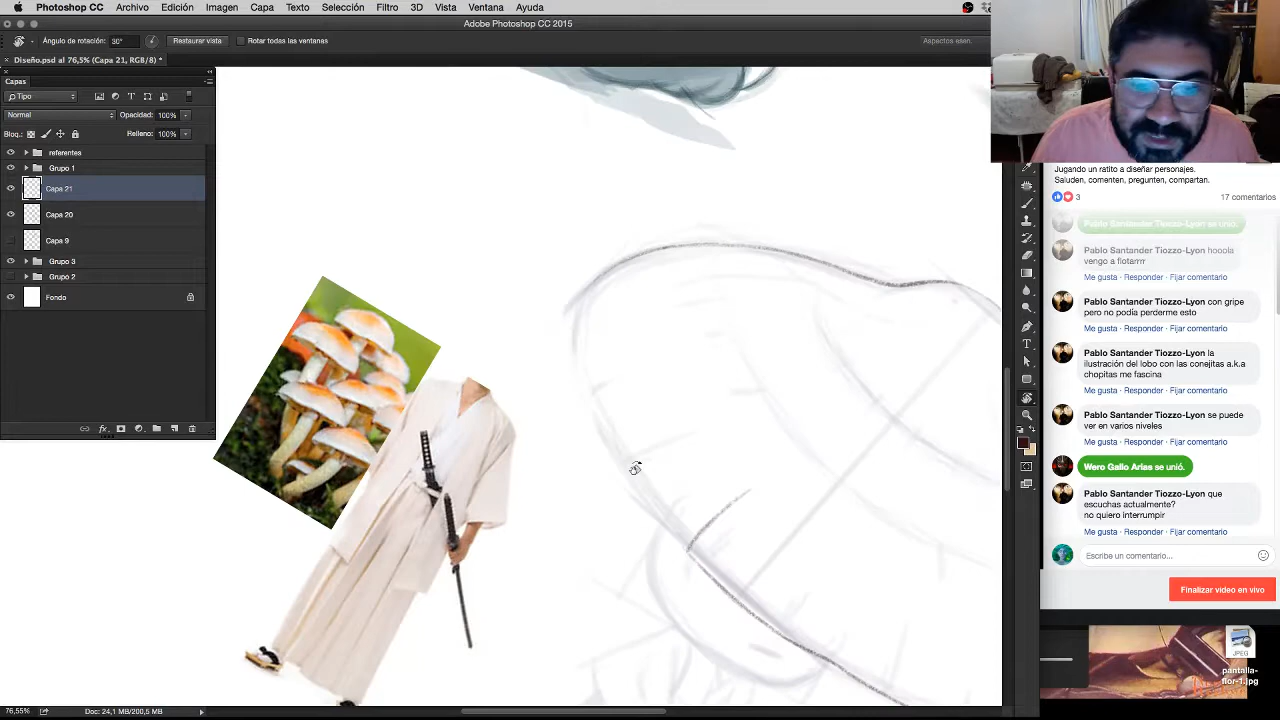 Photoshop CC Archivo Edición Imagen Capa Texto Selección Filtro 3D Vista Ventana Ayuda
Adobe Photoshop CC 2015
Ángulo de rotación: 30° Restaurar vista Rotar todas las ventanas Aspectos esen.
Diseño.psd al 76,5% (Capa 21, RGB/8) *
Capas
Tipo
Normal Opacidad: 100%
Bloq.: Relleno: 100%
referentes
Grupo 1
Capa 21
Capa 20
Capa 9
Grupo 3
Grupo 2
Fondo
76,55% Doc: 24,1 MB/200,5 MB
Jugando un ratito a diseñar personajes.
Saluden, comenten, pregunten, compartan.
3 17 comentarios
Pablo Santander Tiozzo-Lyon se unió.
Pablo Santander Tiozzo-Lyon hooola
vengo a flotarrrr
Me gusta · Responder · Fijar comentario
Pablo Santander Tiozzo-Lyon con gripe
pero no podía perderme esto
Me gusta · Responder · Fijar comentario
Pablo Santander Tiozzo-Lyon la
ilustración del lobo con las conejitas a.k.a
chopitas me fascina
Me gusta · Responder · Fijar comentario
Pablo Santander Tiozzo-Lyon se puede
ver en varios niveles
Me gusta · Responder · Fijar comentario
Wero Gallo Arias se unió.
Pablo Santander Tiozzo-Lyon que
escuchas actualmente?
no quiero interrumpir
Me gusta · Responder · Fijar comentario
Escribe un comentario...
Finalizar video en vivo
JPEG
pantalla-
flor-1.jpg